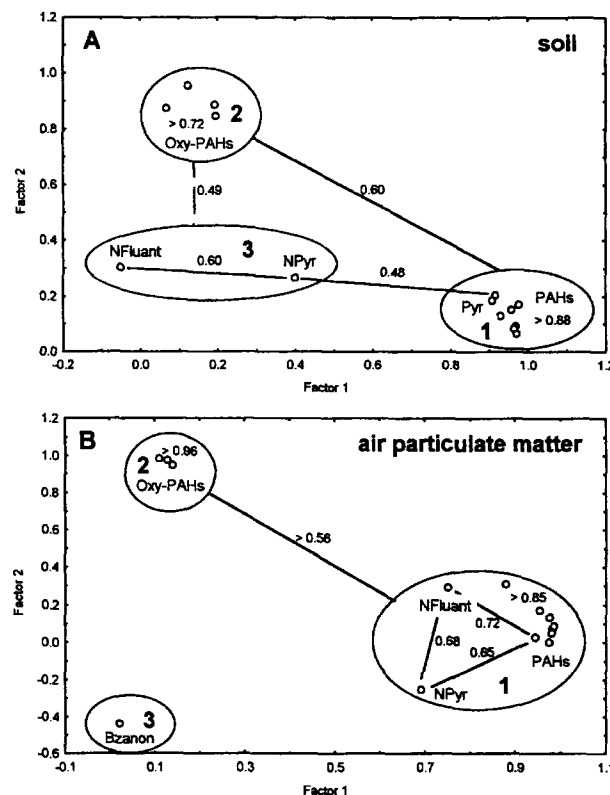 A
soil
1.2
1.0
0.8
0.6
0.4
0.2
0.0
Factor 2
> 0.72
2
Oxy-PAHs
0.49
0.60
3
NFluant
NPyr
0.60
0.48
Pyr
PAHs
1
> 0.88
-0.2
0.0
0.2
0.4
0.6
0.8
1.0
1.2
Factor 1
B
air particulate matter
1.2
1.0
0.8
0.6
0.4
0.2
0.0
-0.2
-0.4
-0.6
Factor 2
2
> 0.96
Oxy-PAHs
> 0.56
> 0.85
NFluant
0.72
0.68
0.65
PAHs
NPyr
1
3
Bzanon
-0.1
0.1
0.3
0.5
0.7
0.9
1.1
Factor 1